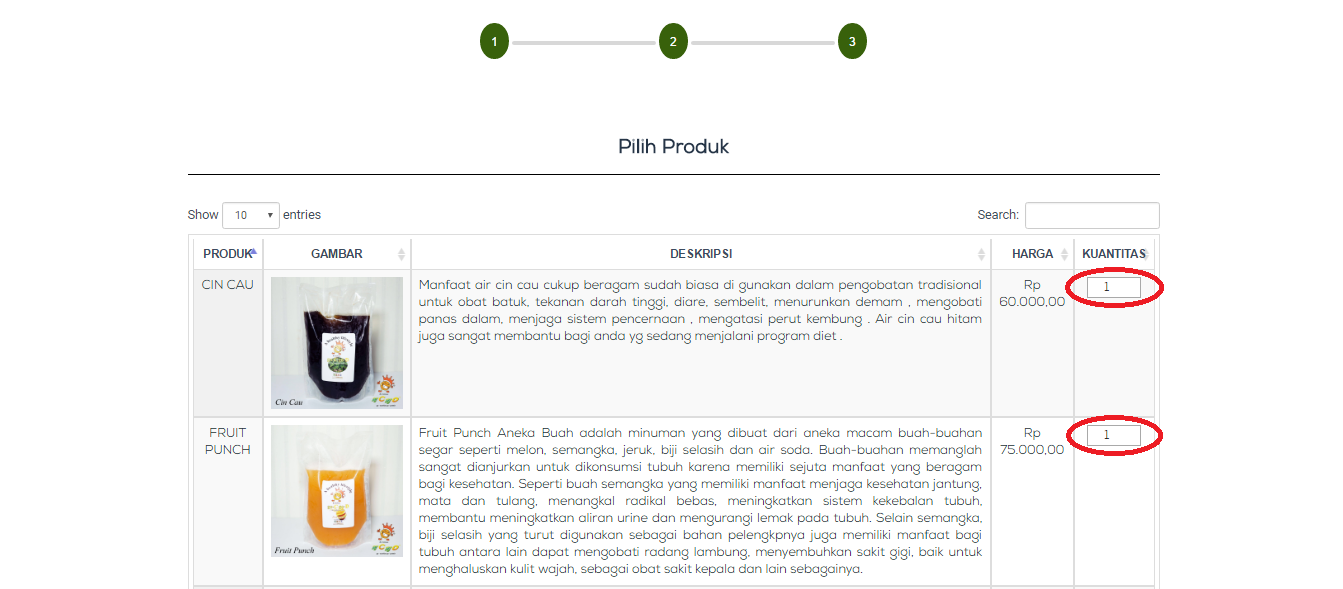 1 2 3
Pilih Produk
Show 10 entries
Search:
PRODUK GAMBAR DESKRIPSI HARGA KUANTITAS
CIN CAU
Cin Cau
Manfaat air cin cau cukup beragam sudah biasa di gunakan dalam pengobatan tradisional
untuk obat batuk, tekanan darah tinggi, diare, sembelit, menurunkan demam , mengobati
panas dalam, menjaga sistem pencernaan , mengatasi perut kembung . Air cin cau hitam
juga sangat membantu bagi anda yg sedang menjalani program diet .
Rp
60.000,00
1
FRUIT
PUNCH
Fruit Punch
Fruit Punch Aneka Buah adalah minuman yang dibuat dari aneka macam buah-buahan
segar seperti melon, semangka, jeruk, biji selasih dan air soda. Buah-buahan memanglah
sangat dianjurkan untuk dikonsumsi tubuh karena memiliki sejuta manfaat yang beragam
bagi kesehatan. Seperti buah semangka yang memiliki manfaat menjaga kesehatan jantung,
mata dan tulang, menangkal radikal bebas, meningkatkan sistem kekebalan tubuh,
membantu meningkatkan aliran urine dan mengurangi lemak pada tubuh. Selain semangka,
biji selasih yang turut digunakan sebagai bahan pelengkpnya juga memiliki manfaat bagi
tubuh antara lain dapat mengobati radang lambung, menyembuhkan sakit gigi, baik untuk
menghaluskan kulit wajah, sebagai obat sakit kepala dan lain sebagainya.
Rp
75.000,00
1